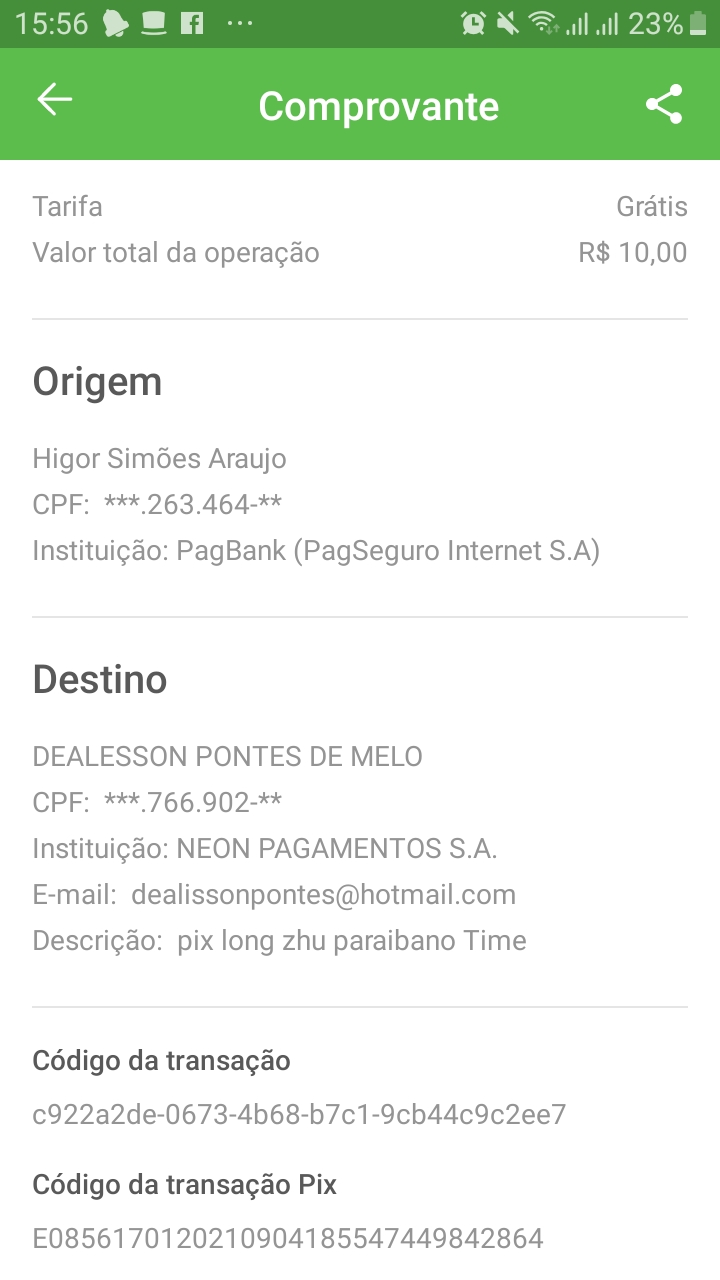 15:56 23%
Comprovante
Tarifa Grátis
Valor total da operação R$ 10,00
Origem
Higor Simões Araujo
CPF: ***.263.464-**
Instituição: PagBank (PagSeguro Internet S.A)
Destino
DEALESSON PONTES DE MELO
CPF: ***.766.902-**
Instituição: NEON PAGAMENTOS S.A.
E-mail: dealissonpontes@hotmail.com
Descrição: pix long zhu paraibano Time
Código da transação
c922a2de-0673-4b68-b7c1-9cb44c9c2ee7
Código da transação Pix
E08561701202109041855474​49842864